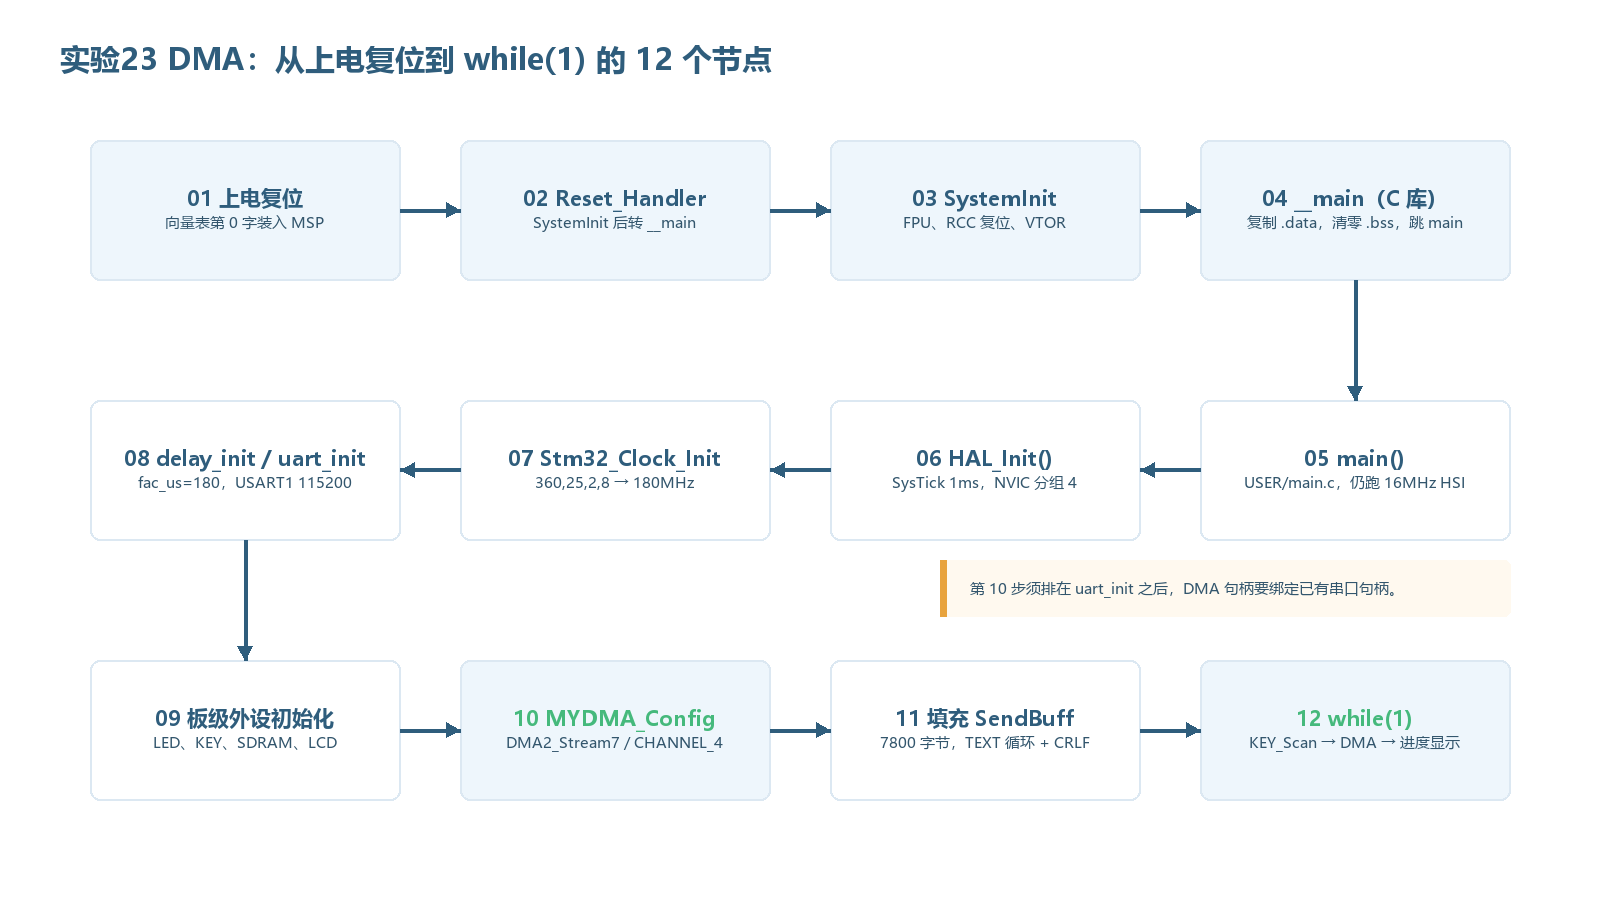 实验23 DMA：从上电复位到 while(1) 的 12 个节点
01 上电复位
向量表第 0 字装入 MSP
02 Reset_Handler
SystemInit 后转 __main
03 SystemInit
FPU、RCC 复位、VTOR
04 __main（C 库）
复制 .data，清零 .bss，跳 main
08 delay_init / uart_init
fac_us=180，USART1 115200
07 Stm32_Clock_Init
360,25,2,8 → 180MHz
06 HAL_Init()
SysTick 1ms，NVIC 分组 4
05 main()
USER/main.c，仍跑 16MHz HSI
第 10 步须排在 uart_init 之后，DMA 句柄要绑定已有串口句柄。
09 板级外设初始化
LED、KEY、SDRAM、LCD
10 MYDMA_Config
DMA2_Stream7 / CHANNEL_4
11 填充 SendBuff
7800 字节，TEXT 循环 + CRLF
12 while(1)
KEY_Scan → DMA → 进度显示